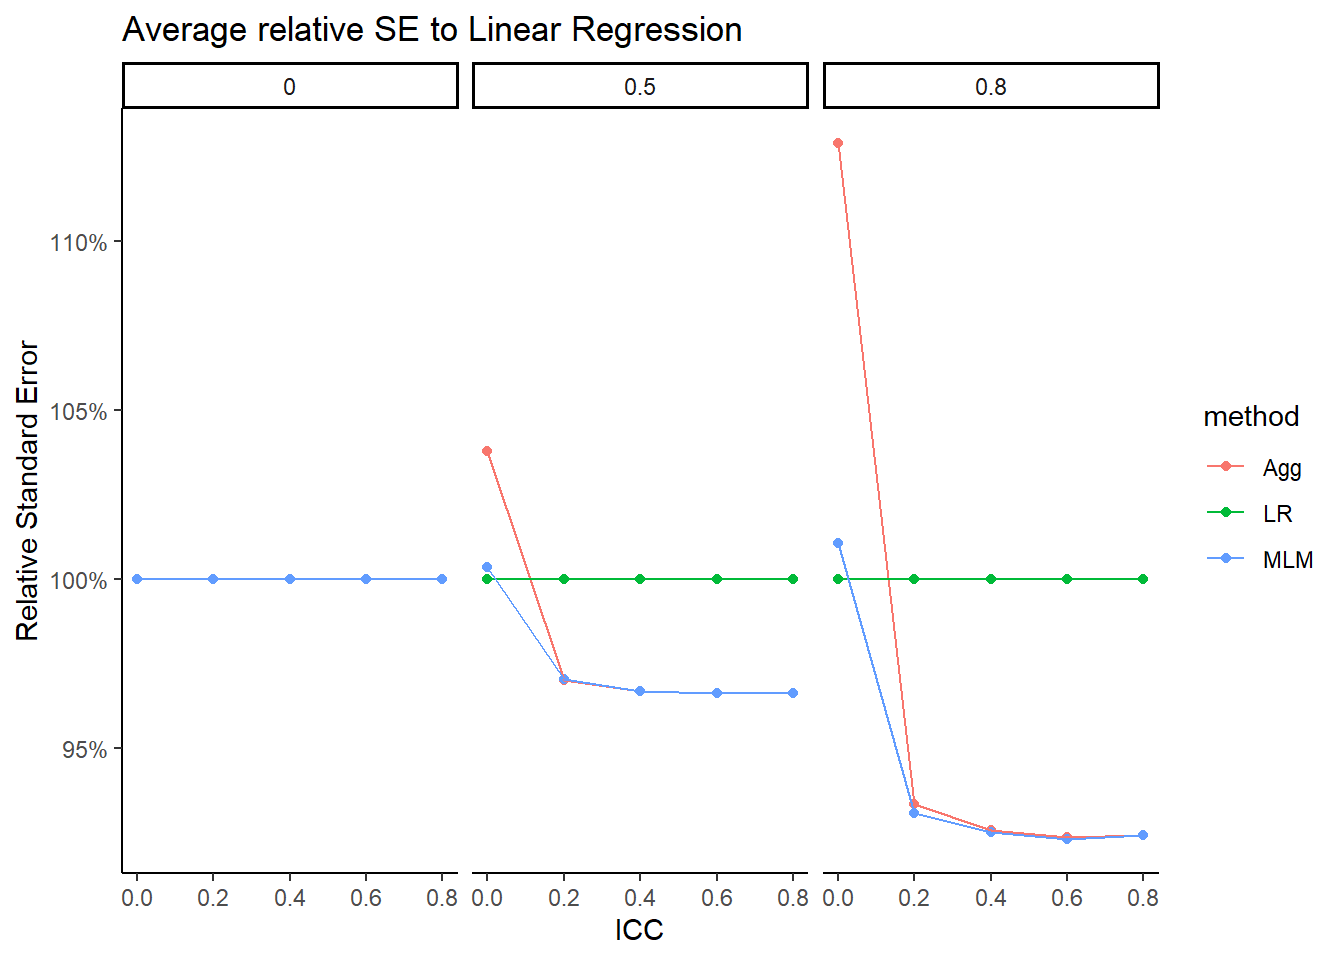 Average relative SE to Linear Regression
0 0.5 0.8
Relative Standard Error
110%
105%
100%
95%
0.0 0.2 0.4 0.6 0.8 0.0 0.2 0.4 0.6 0.8 0.0 0.2 0.4 0.6 0.8
ICC
method
Agg
LR
MLM